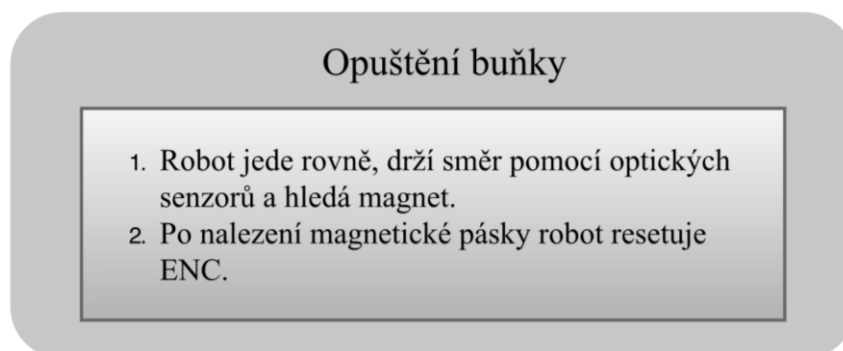 Opuštění buňky
1. Robot jede rovně, drží směr pomocí optických
senzorů a hledá magnet.
2. Po nalezení magnetické pásky robot resetuje
ENC.